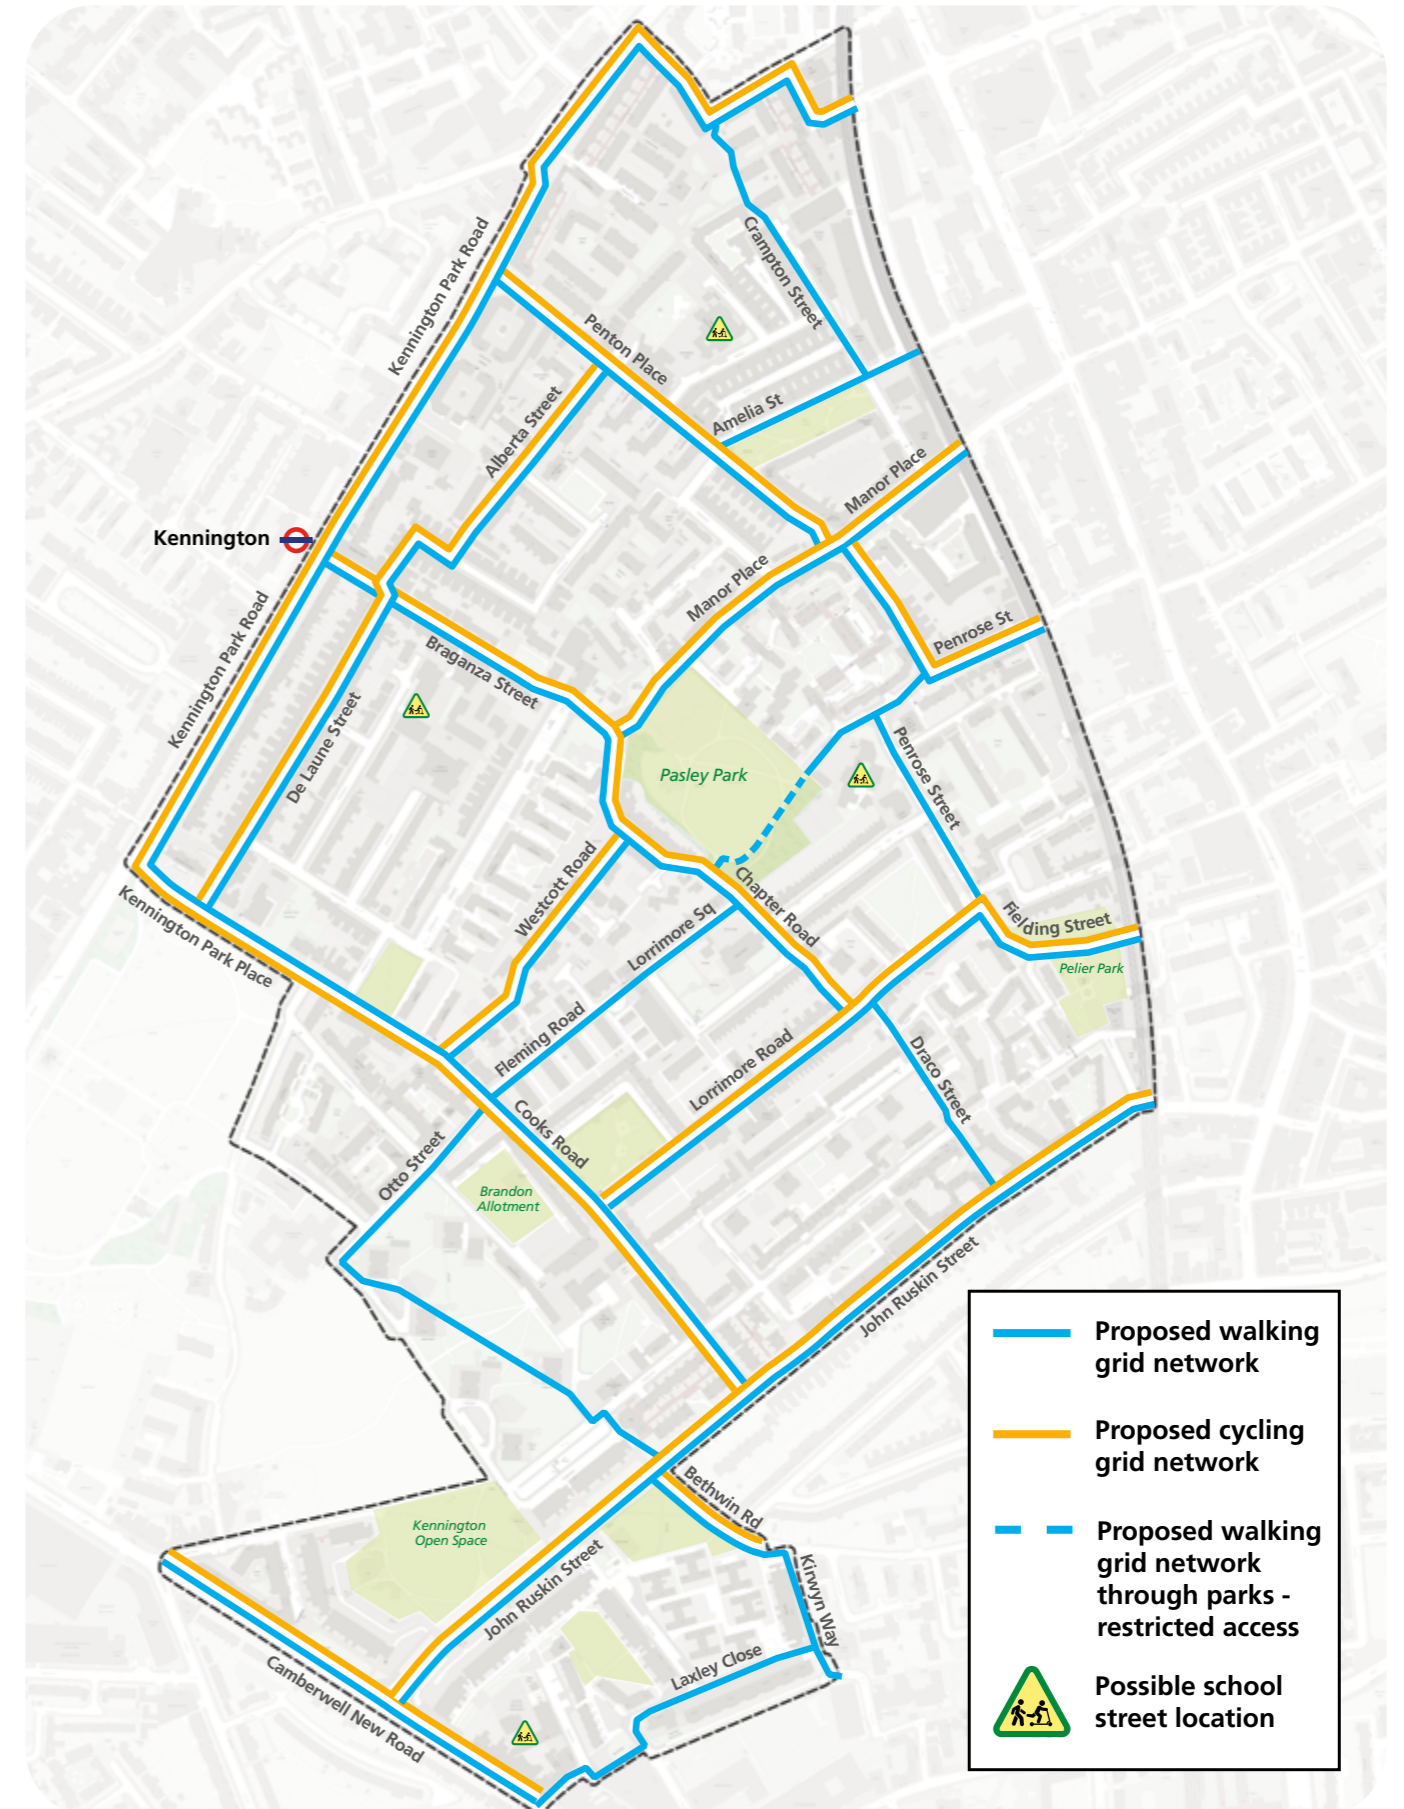 Kennington Park Road
Crampton Street
Penton Place
Alberta Street
Amelia St
Manor Place
Kennington
Manor Place
Kennington Park Road
Braganza Street
Penrose St
De Laune Street
Pasley Park
Penrose Street
Westcott Road
Chapter Road
Kennington Park Place
Lorrimore Sq
Fielding Street
Pelier Park
Fleming Road
Lorrimore Road
Draco Street
Cooks Road
Otto Street
Brandon
Allotment
John Ruskin Street
Bethwin Rd
Kennington
Open Space
John Ruskin Street
Kirwyn Way
Laxley Close
Camberwell New Road
Proposed walking
grid network
Proposed cycling
grid network
Proposed walking
grid network
through parks -
restricted access
Possible school
street location